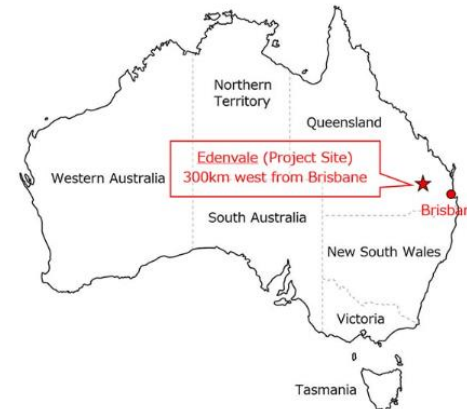 Northern
Territory
Queensland
Edenvale (Project Site)
300km west from Brisbane
Western Australia
South Australia
Brisban
New South Wales
Victoria
Tasmania